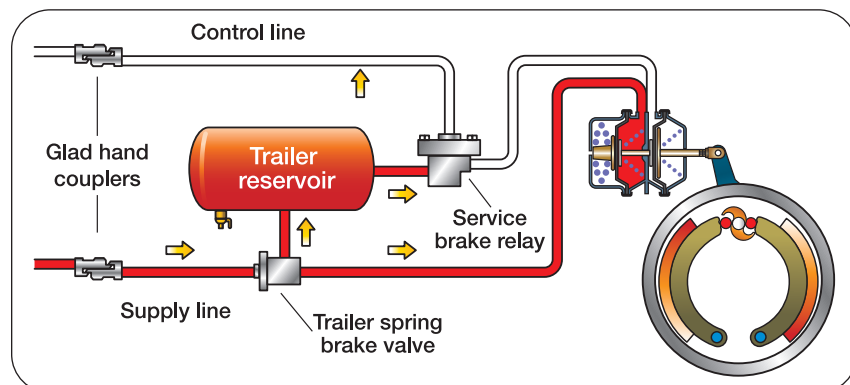 Control line
Glad hand
couplers
Trailer
reservoir
Service
brake relay
Supply line
Trailer spring
brake valve